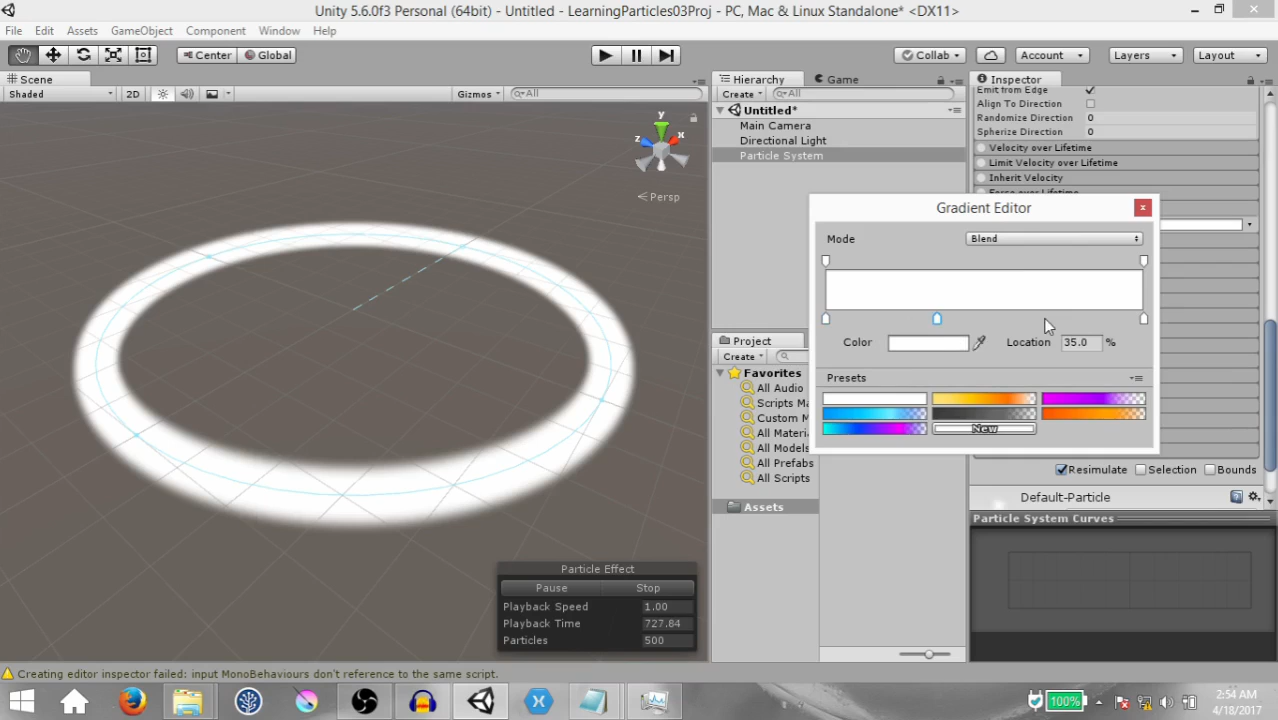 Unity 5.6.0f3 Personal (64bit) - Untitled - LearningParticles03Proj - PC, Mac & Linux Standalone* <DX11>
File Edit Assets GameObject Component Window Help
Center Global Collab Account Layers Layout
Scene Hierarchy Game Inspector
Shaded 2D Gizmos All Create All
Emit from Edge
Align To Direction
Randomize Direction 0
Spherize Direction 0
Velocity over Lifetime
Limit Velocity over Lifetime
Inherit Velocity
Force over Lifetime
Untitled*
Main Camera
Directional Light
Particle System
y
z x
Persp
Gradient Editor
Mode Blend
Color Location 35.0 %
Presets
New
Project
Create
Favorites
All Audio
Scripts Ma
Custom M
All Materi
All Models
All Prefabs
All Scripts
Assets
Resimulate Selection Bounds
Default-Particle
Particle System Curves
Particle Effect
Pause Stop
Playback Speed 1.00
Playback Time 727.84
Particles 500
Creating editor inspector failed: input MonoBehaviours don't reference to the same script.
100%
2:54 AM
4/18/2017